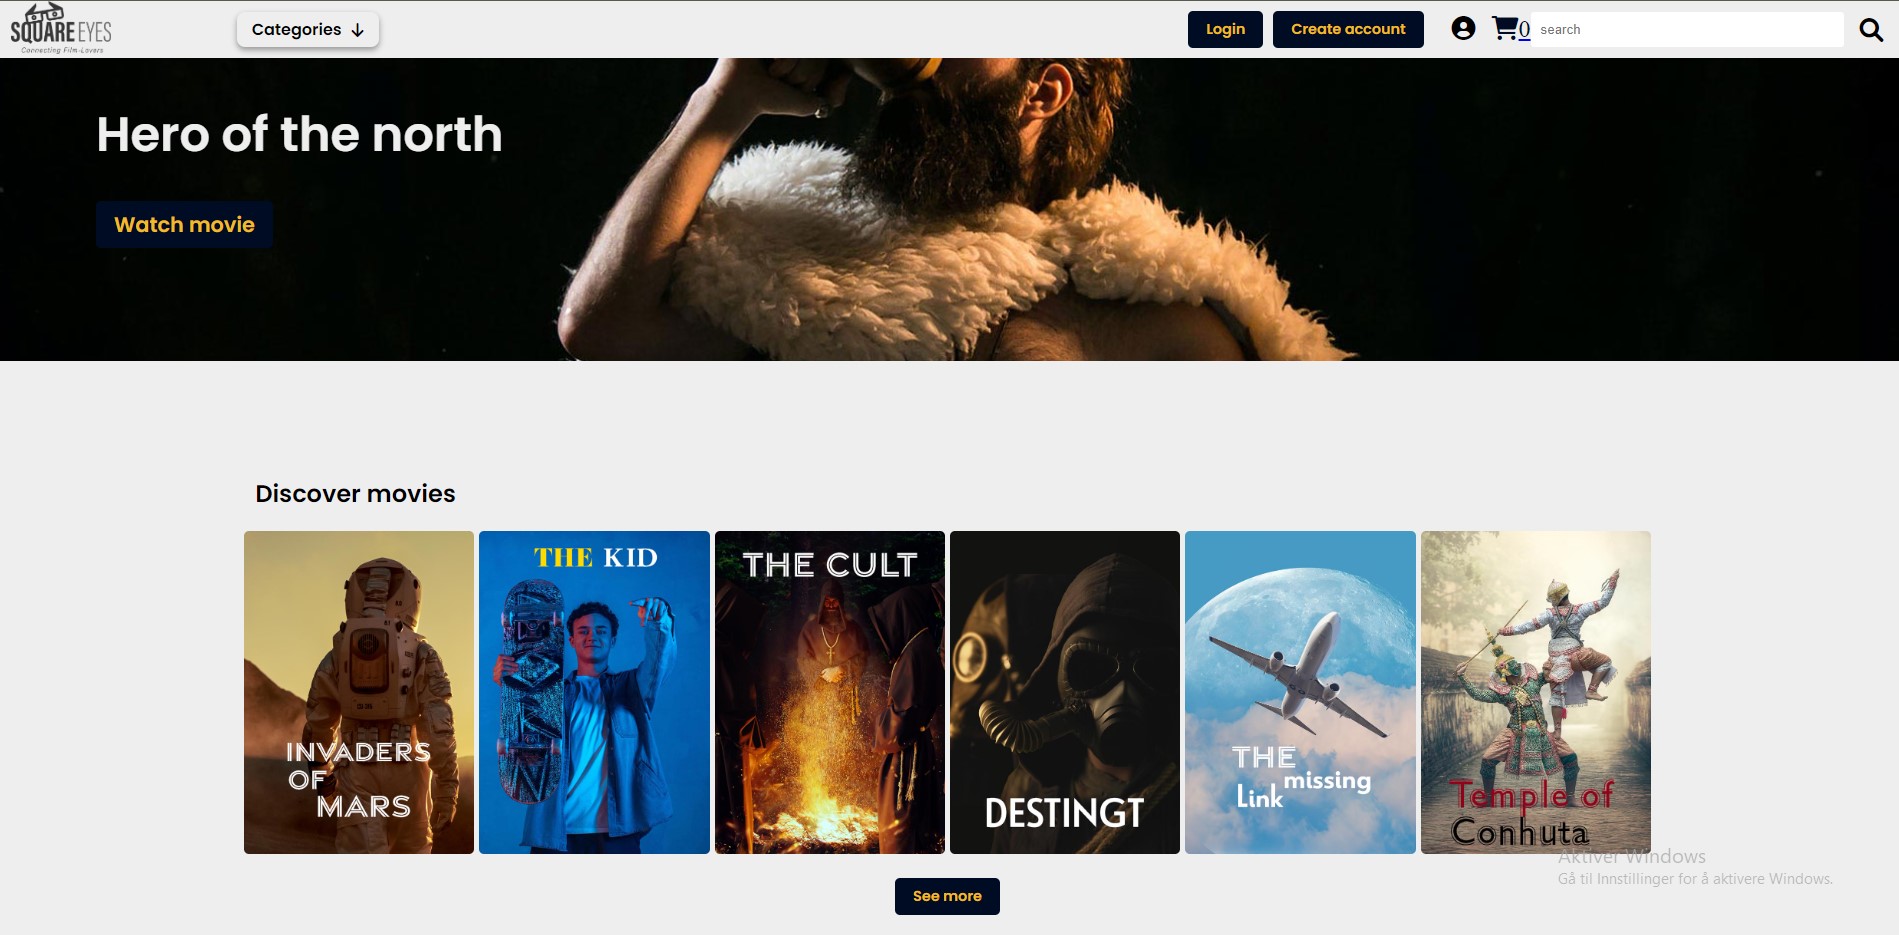 SQUARE EYES
Connecting Film-Lovers
Categories
Login
Create account
0
search
Hero of the north
Watch movie
Discover movies
INVADERS
OF
MARS
THE KID
THE CULT
DESTINGT
THE
missing
Link
Temple of
Conhuta
Aktiver Windows
Gå til Innstillinger for å aktivere Windows.
See more